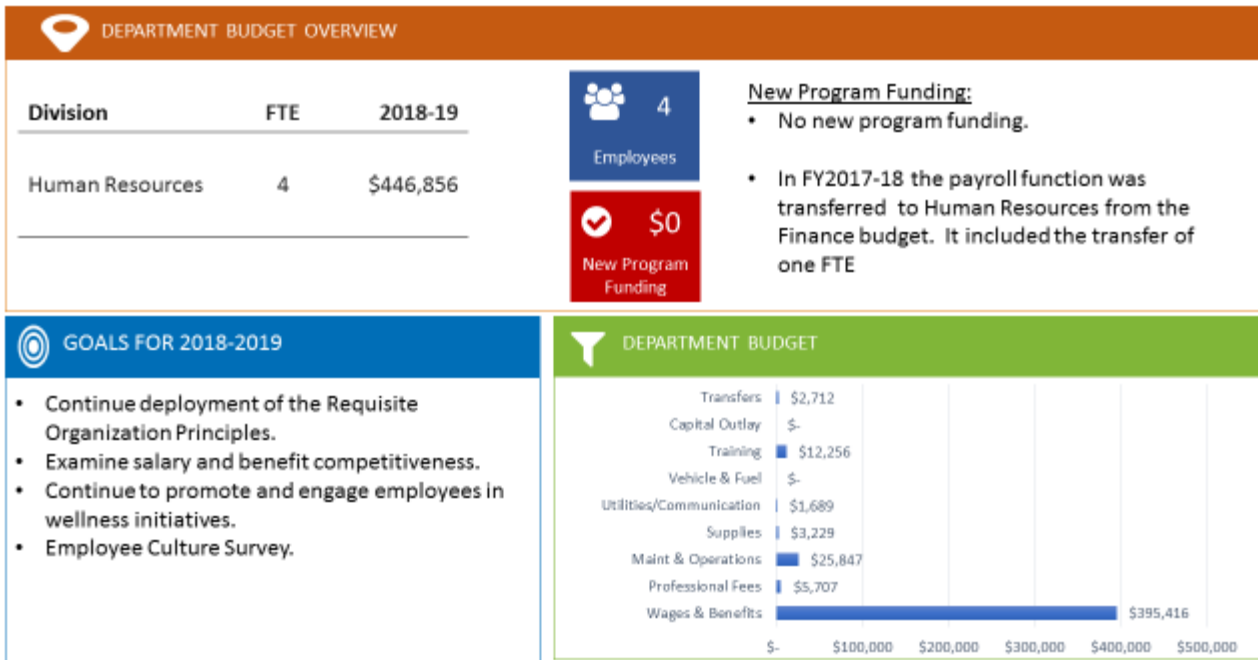 DEPARTMENT BUDGET OVERVIEW
Division FTE 2018-19
Human Resources 4 $446,856
4
Employees
$0
New Program
Funding
New Program Funding:
• No new program funding.
• In FY2017-18 the payroll function was
transferred to Human Resources from the
Finance budget. It included the transfer of
one FTE
GOALS FOR 2018-2019
• Continue deployment of the Requisite
Organization Principles.
• Examine salary and benefit competitiveness.
• Continue to promote and engage employees in
wellness initiatives.
• Employee Culture Survey.
DEPARTMENT BUDGET
Transfers $2,712
Capital Outlay $-
Training $12,256
Vehicle & Fuel $-
Utilities/Communication $1,689
Supplies $3,229
Maint & Operations $25,847
Professional Fees $5,707
Wages & Benefits $395,416
$- $100,000 $200,000 $300,000 $400,000 $500,000